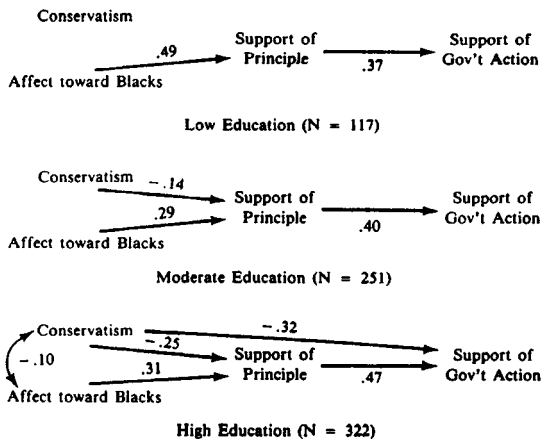 Conservatism
.49
Support of
Principle
.37
Support of
Gov't Action
Affect toward Blacks
Low Education (N = 117)
Conservatism
-.14
.29
Support of
Principle
.40
Support of
Gov't Action
Affect toward Blacks
Moderate Education (N = 251)
Conservatism
-.32
-.25
-.10
.31
Support of
Principle
.47
Support of
Gov't Action
Affect toward Blacks
High Education (N = 322)